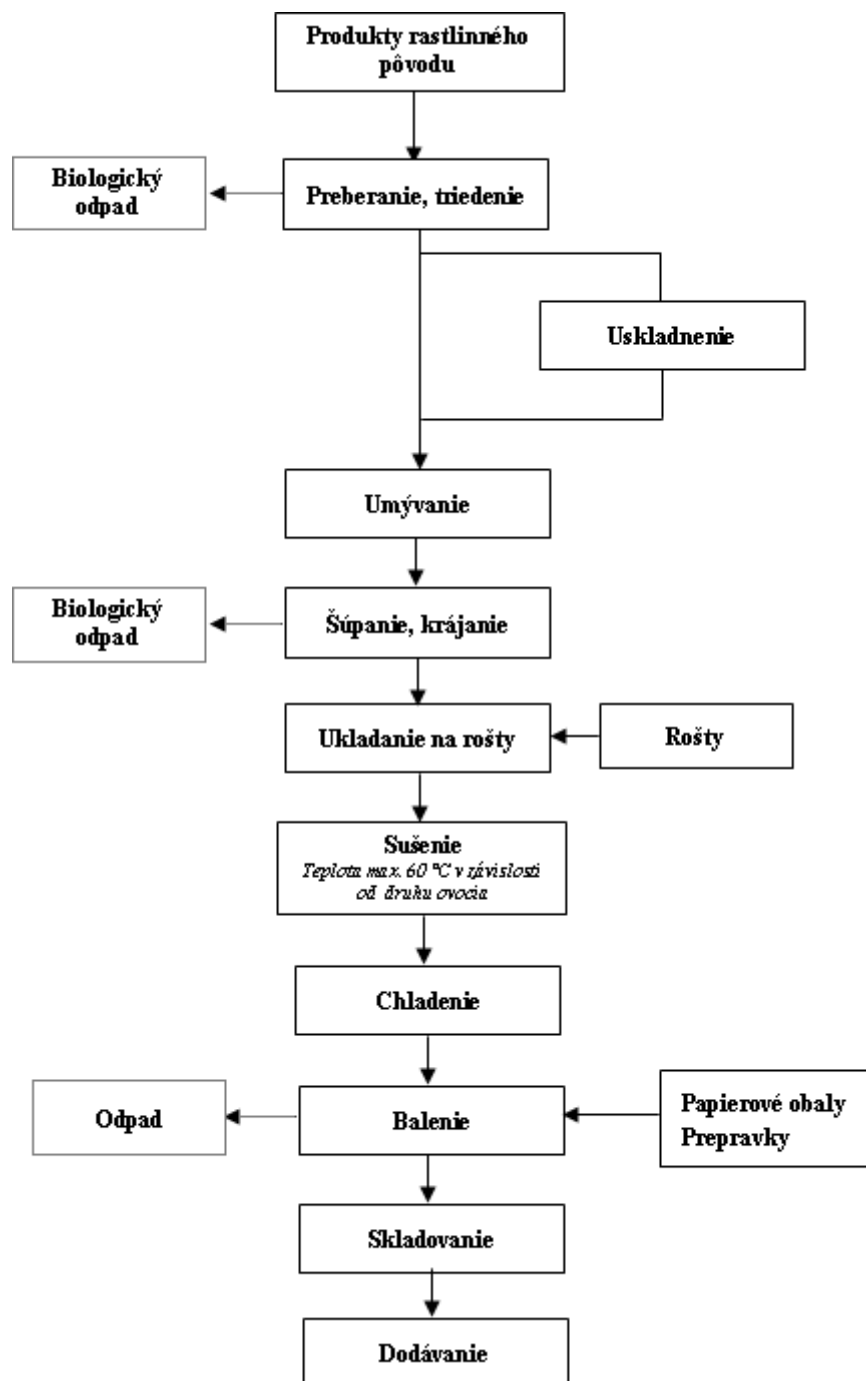 Produkty rastlinného
pôvodu
Biologický
odpad
Preberanie, triedenie
Uskladnenie
Umývanie
Biologický
odpad
Šúpanie, krájanie
Ukladanie na rošty
Rošty
Sušenie
Teplota max. 60 °C v závislosti
od druhu ovocia
Chladenie
Odpad
Balenie
Papierové obaly
Prepravky
Skladovanie
Dodávanie